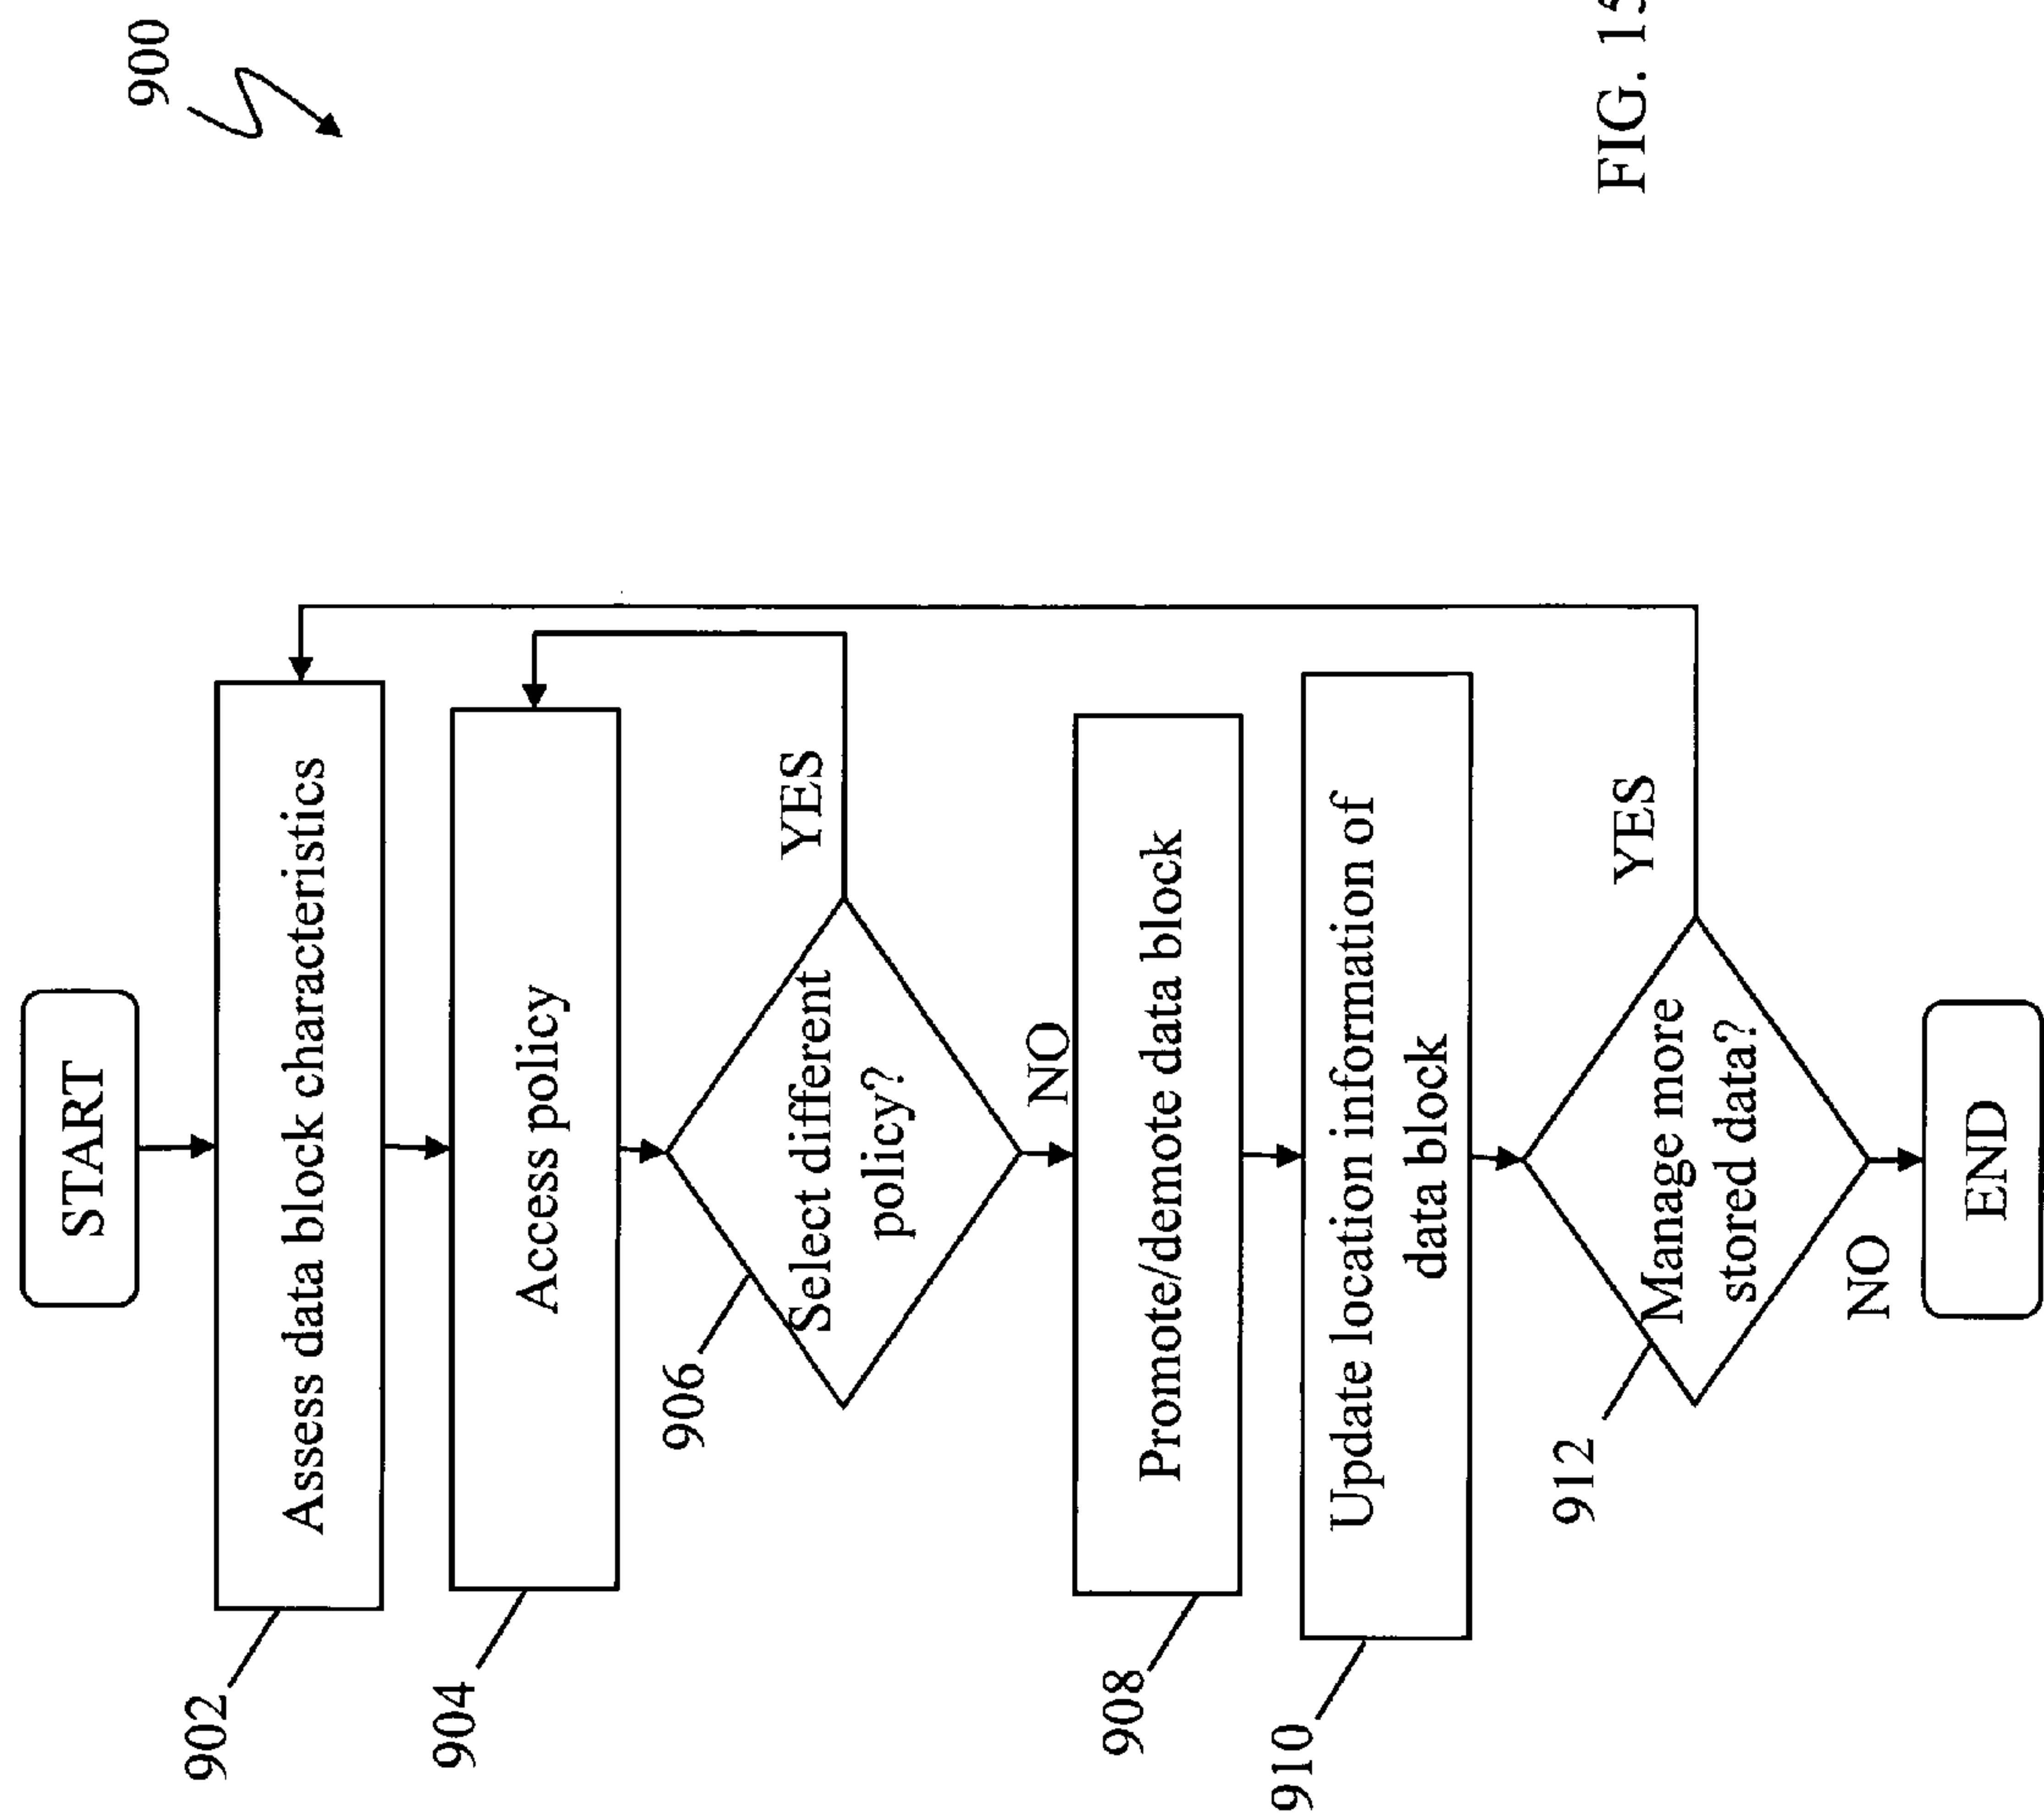 900
START
902
Assess data block characteristics
904
Access policy
906
Select different
policy?
YES
NO
908
Promote/demote data block
910
Update location information of
data block
912
Manage more
stored data?
YES
NO
END
FIG. 15